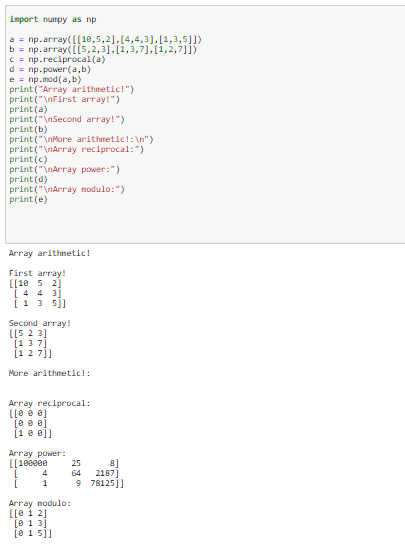 import numpy as np
a = np.array([[10,5,2],[4,4,3],[1,3,5]])
b = np.array([[5,2,3],[1,3,7],[1,2,7]])
c = np.reciprocal(a)
d = np.power(a,b)
e = np.mod(a,b)
print("Array arithmetic!")
print("\nFirst array!")
print(a)
print("\nSecond array!")
print(b)
print("\nMore arithmetic!:\n")
print("\nArray reciprocal:")
print(c)
print("\nArray power:")
print(d)
print("\nArray modulo:")
print(e)
Array arithmetic!
First array!
[[10  5  2]
 [ 4  4  3]
 [ 1  3  5]]
Second array!
[[5 2 3]
 [1 3 7]
 [1 2 7]]
More arithmetic!:
Array reciprocal:
[[0 0 0]
 [0 0 0]
 [1 0 0]]
Array power:
[[100000     25      8]
 [     4     64   2187]
 [     1      9  78125]]
Array modulo:
[[0 1 2]
 [0 1 3]
 [0 1 5]]